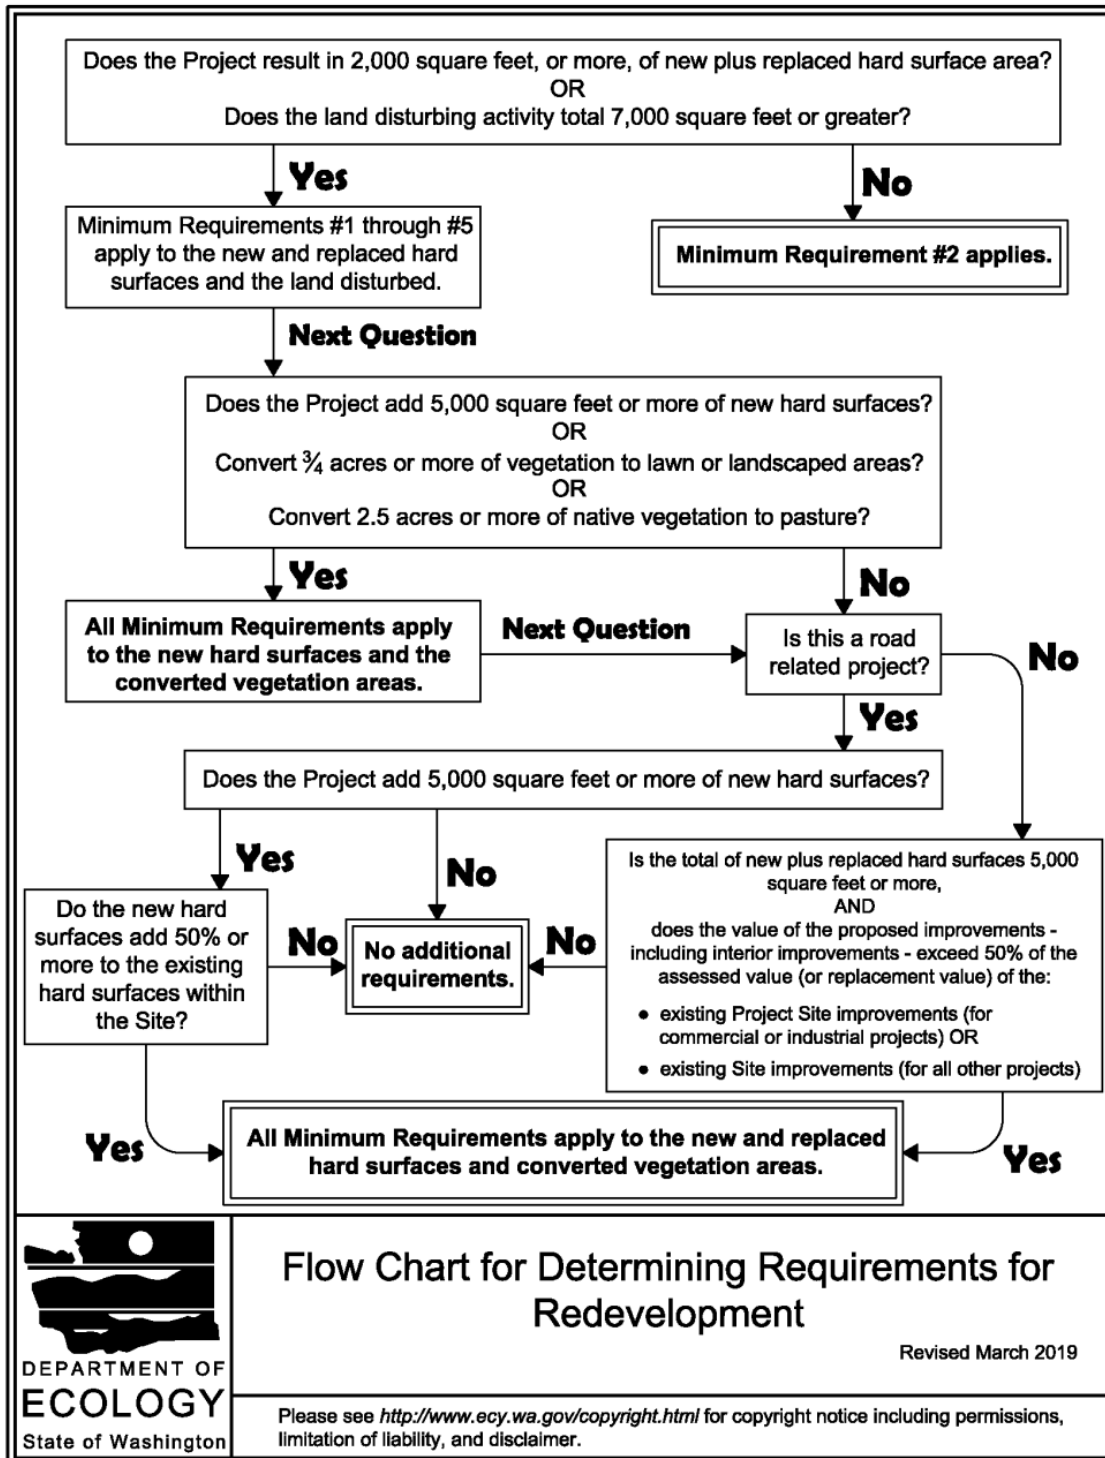 Does the Project result in 2,000 square feet, or more, of new plus replaced hard surface area?
OR
Does the land disturbing activity total 7,000 square feet or greater?
Yes
No
Minimum Requirements #1 through #5
apply to the new and replaced hard
surfaces and the land disturbed.
Minimum Requirement #2 applies.
Next Question
Does the Project add 5,000 square feet or more of new hard surfaces?
OR
Convert ¾ acres or more of vegetation to lawn or landscaped areas?
OR
Convert 2.5 acres or more of native vegetation to pasture?
Yes
No
All Minimum Requirements apply
to the new hard surfaces and the
converted vegetation areas.
Next Question
Is this a road
related project?
No
Yes
Does the Project add 5,000 square feet or more of new hard surfaces?
Yes
No
Do the new hard
surfaces add 50% or
more to the existing
hard surfaces within
the Site?
No
No additional
requirements.
No
Is the total of new plus replaced hard surfaces 5,000
square feet or more,
AND
does the value of the proposed improvements -
including interior improvements - exceed 50% of the
assessed value (or replacement value) of the:
● existing Project Site improvements (for
commercial or industrial projects) OR
● existing Site improvements (for all other projects)
Yes
All Minimum Requirements apply to the new and replaced
hard surfaces and converted vegetation areas.
Yes
DEPARTMENT OF
ECOLOGY
State of Washington
Flow Chart for Determining Requirements for
Redevelopment
Revised March 2019
Please see http://www.ecy.wa.gov/copyright.html for copyright notice including permissions,
limitation of liability, and disclaimer.